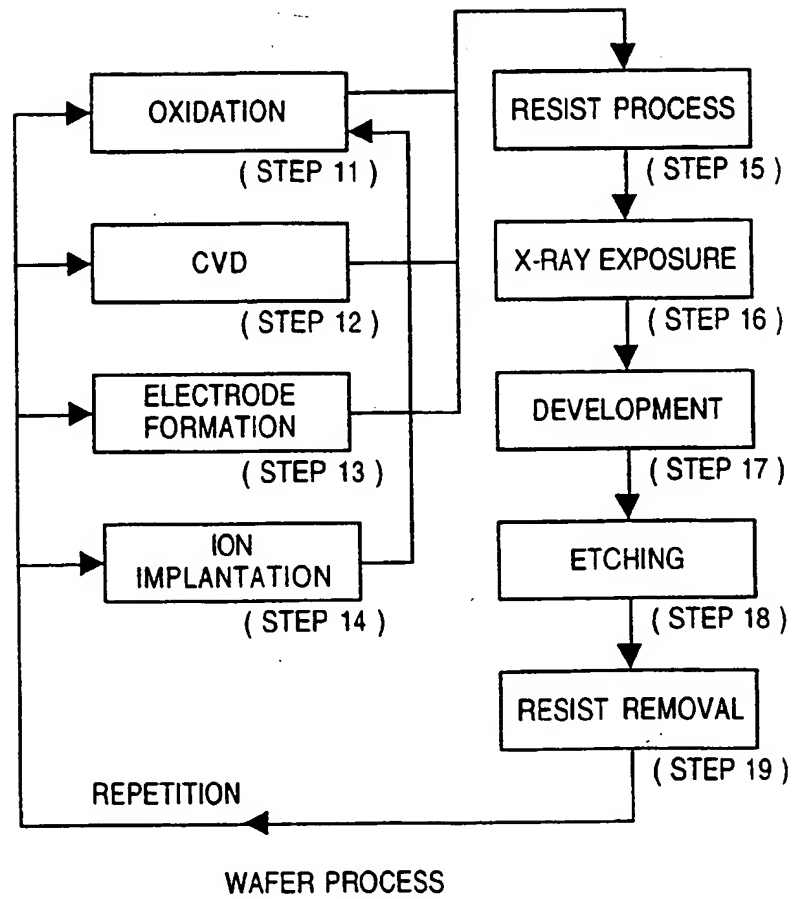 OXIDATION
( STEP 11 )
CVD
( STEP 12 )
ELECTRODE
FORMATION
( STEP 13 )
ION
IMPLANTATION
( STEP 14 )
RESIST PROCESS
( STEP 15 )
X-RAY EXPOSURE
( STEP 16 )
DEVELOPMENT
( STEP 17 )
ETCHING
( STEP 18 )
RESIST REMOVAL
( STEP 19 )
REPETITION
WAFER PROCESS